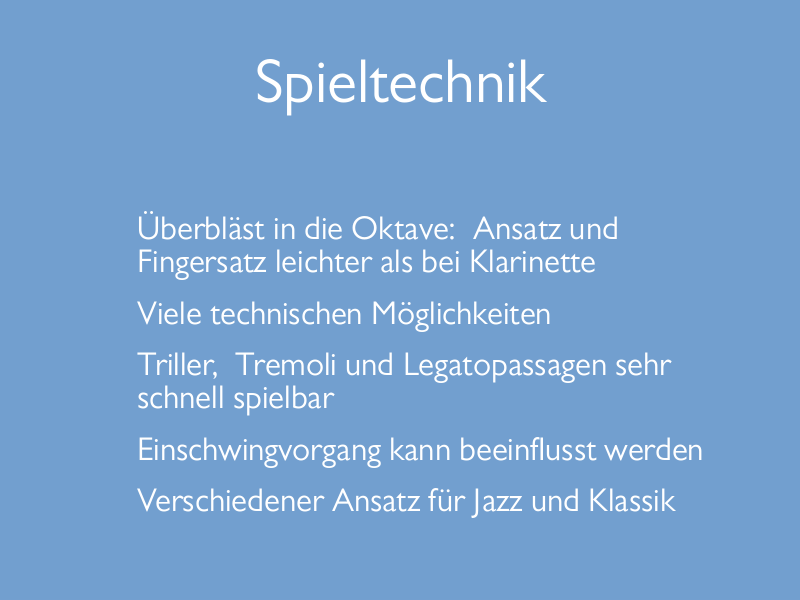 Spieltechnik
Überbläst in die Oktave:  Ansatz und
Fingersatz leichter als bei Klarinette
Viele technischen Möglichkeiten
Triller,  Tremoli und Legatopassagen sehr
schnell spielbar
Einschwingvorgang kann beeinflusst werden
Verschiedener Ansatz für Jazz und Klassik